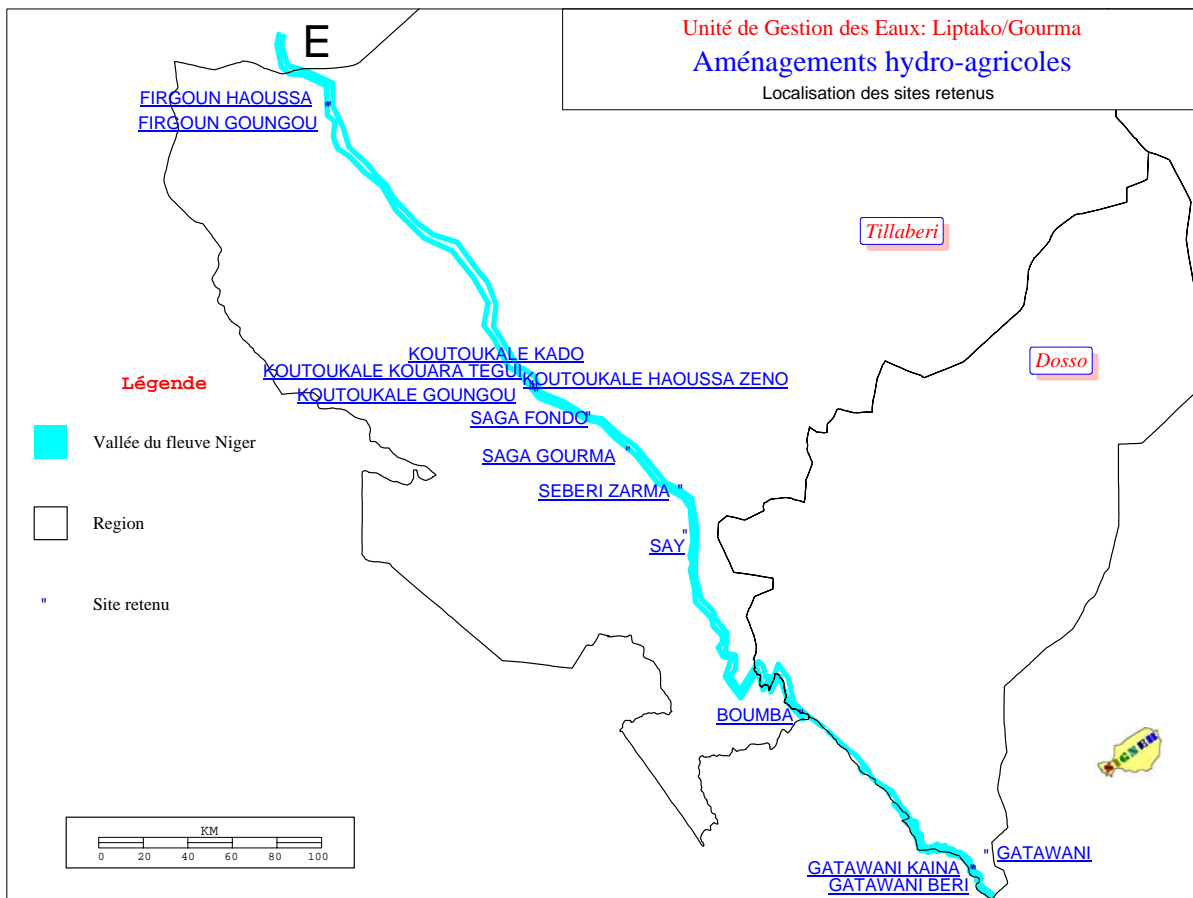 Unité de Gestion des Eaux: Liptako/Gourma
Aménagements hydro-agricoles
Localisation des sites retenus
E
FIRGOUN HAOUSSA
FIRGOUN GOUNGOU
Tillaberi
Dosso
KOUTOUKALE KADO
KOUTOUKALE KOUARA TEGUI
KOUTOUKALE HAOUSSA ZENO
KOUTOUKALE GOUNGOU
SAGA FONDO
SAGA GOURMA
SEBERI ZARMA
SAY
BOUMBA
GATAWANI
GATAWANI KAINA
GATAWANI BERI
Légende
Vallée du fleuve Niger
Region
" Site retenu
KM
0 20 40 60 80 100
SIGNER